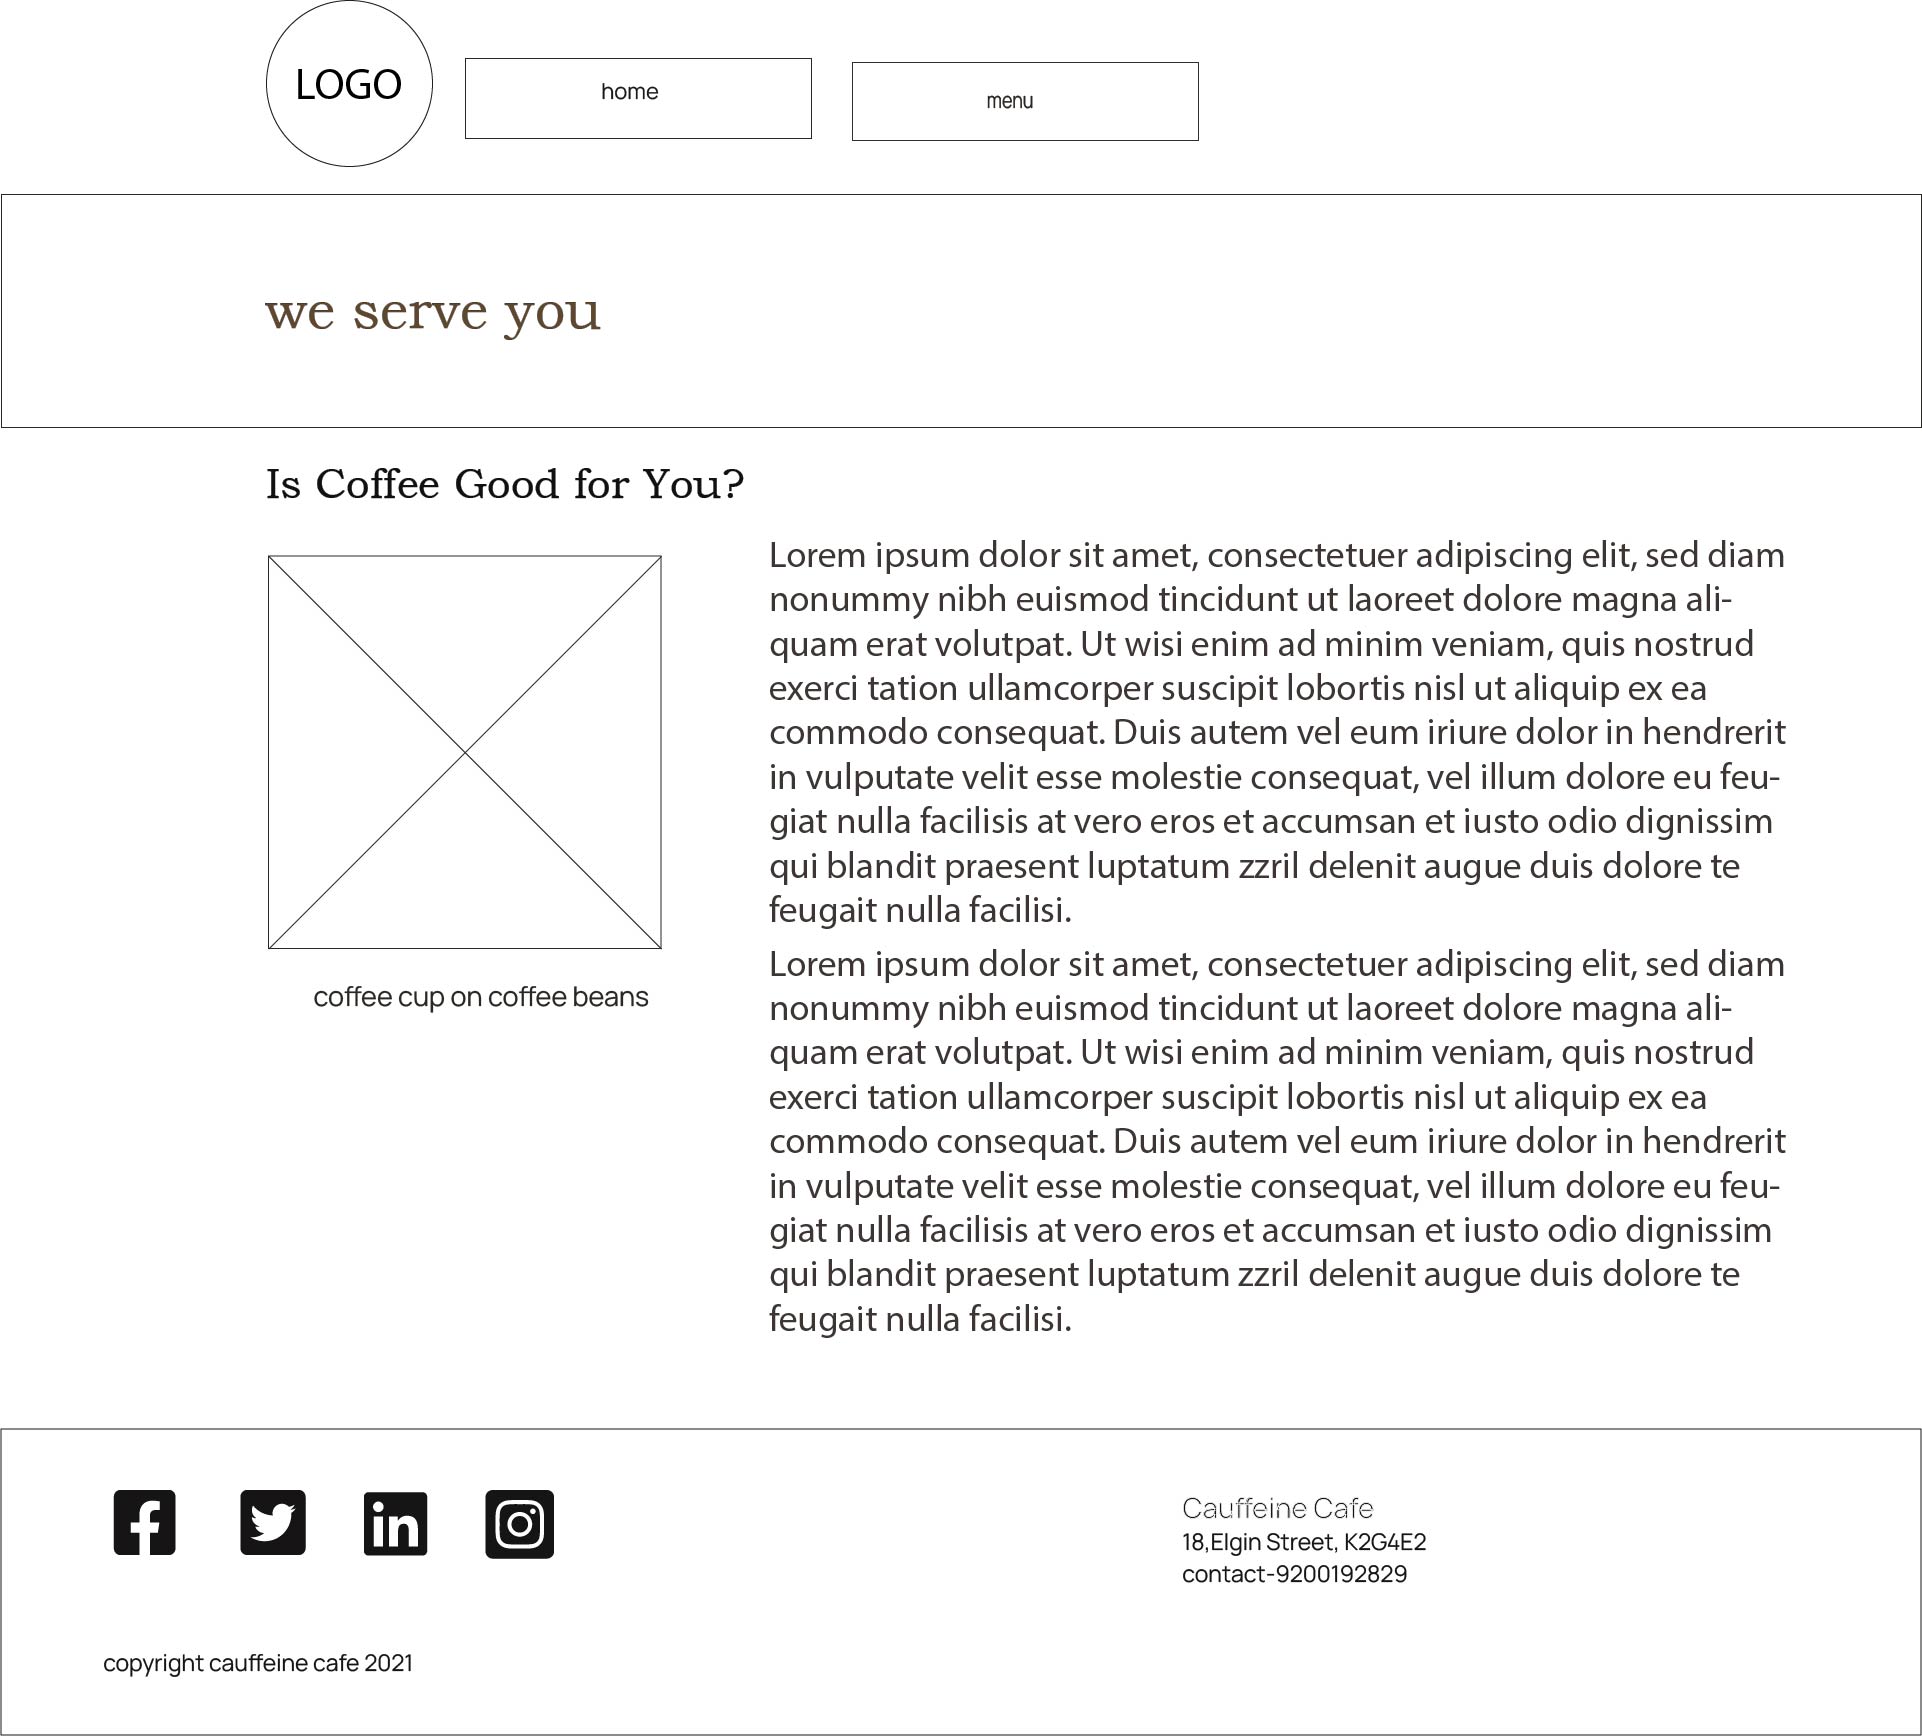 LOGO
home
menu
we serve you
Is Coffee Good for You?
Lorem ipsum dolor sit amet, consectetuer adipiscing elit, sed diam
nonummy nibh euismod tincidunt ut laoreet dolore magna ali-
quam erat volutpat. Ut wisi enim ad minim veniam, quis nostrud
exerci tation ullamcorper suscipit lobortis nisl ut aliquip ex ea
commodo consequat. Duis autem vel eum iriure dolor in hendrerit
in vulputate velit esse molestie consequat, vel illum dolore eu feu-
giat nulla facilisis at vero eros et accumsan et iusto odio dignissim
qui blandit praesent luptatum zzril delenit augue duis dolore te
feugait nulla facilisi.
Lorem ipsum dolor sit amet, consectetuer adipiscing elit, sed diam
nonummy nibh euismod tincidunt ut laoreet dolore magna ali-
quam erat volutpat. Ut wisi enim ad minim veniam, quis nostrud
exerci tation ullamcorper suscipit lobortis nisl ut aliquip ex ea
commodo consequat. Duis autem vel eum iriure dolor in hendrerit
in vulputate velit esse molestie consequat, vel illum dolore eu feu-
giat nulla facilisis at vero eros et accumsan et iusto odio dignissim
qui blandit praesent luptatum zzril delenit augue duis dolore te
feugait nulla facilisi.
coffee cup on coffee beans
Cauffeine Cafe
18,Elgin Street, K2G4E2
contact-9200192829
copyright cauffeine cafe 2021